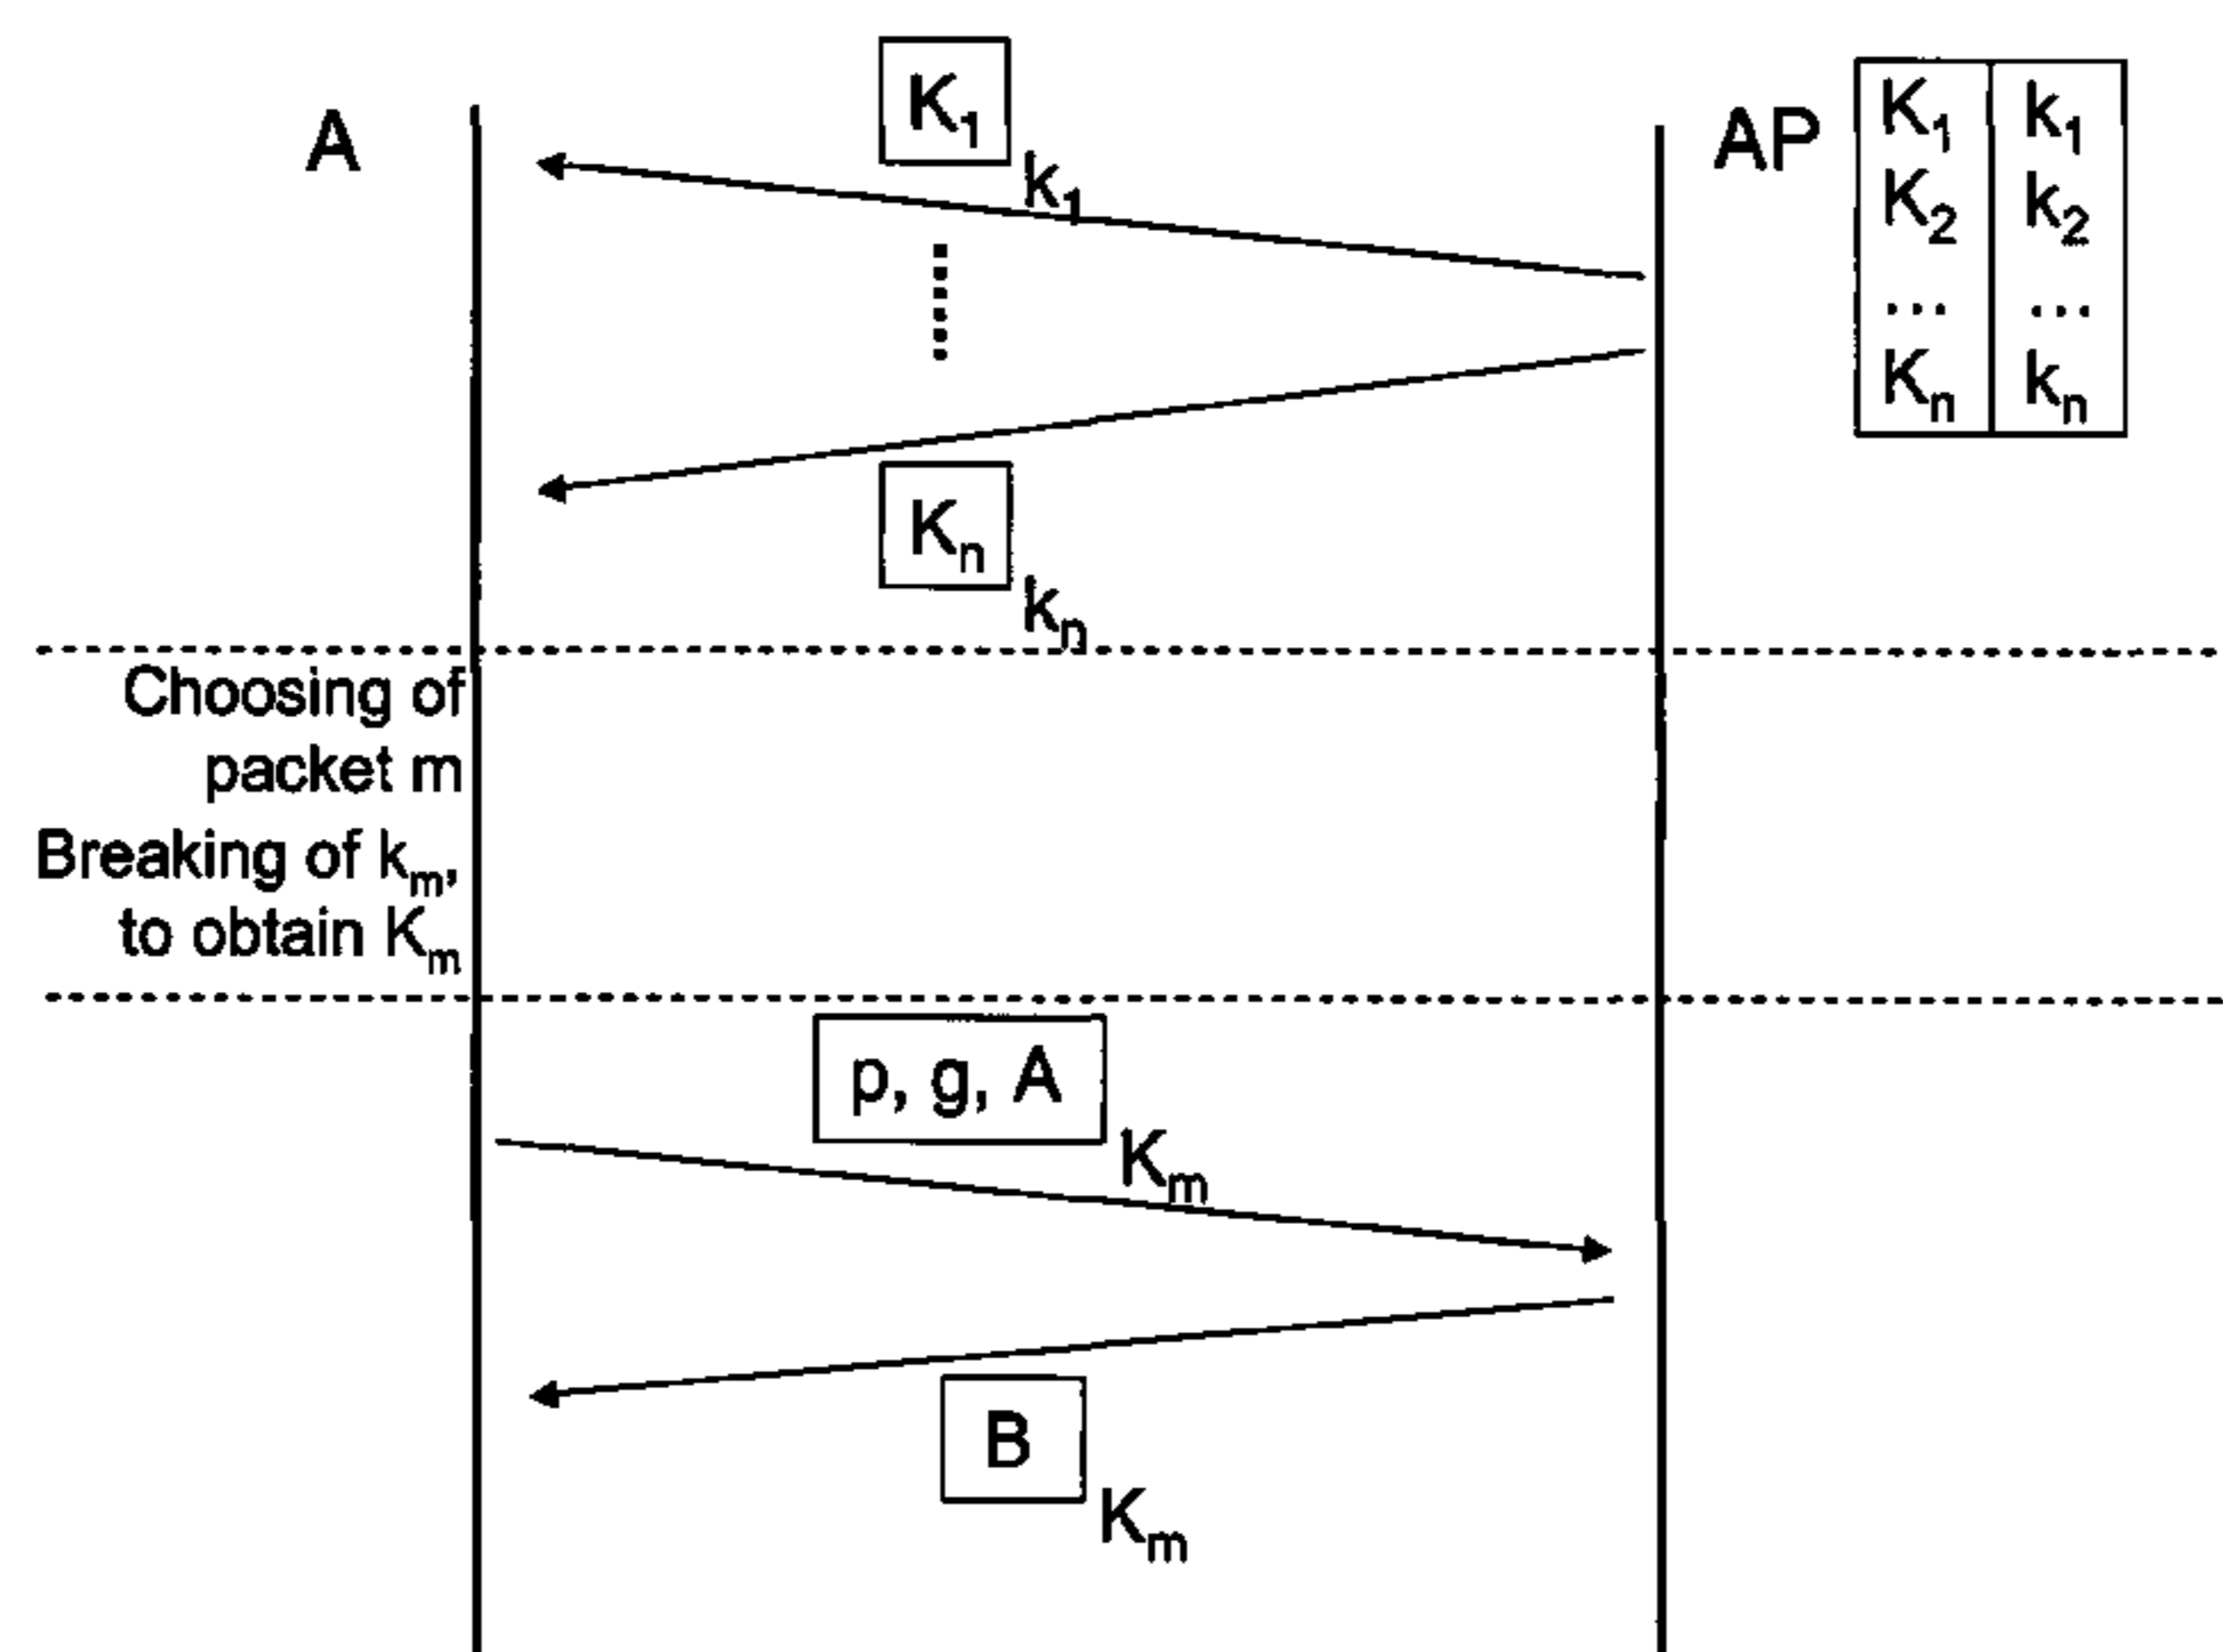 A
K₁
k₁
AP
K₁ k₁
K₂ k₂
... ...
Kₙ kₙ
Kₙ
kₙ
Choosing of
packet m
Breaking of kₘ,
to obtain Kₘ
p, g, A
Kₘ
B
Kₘ